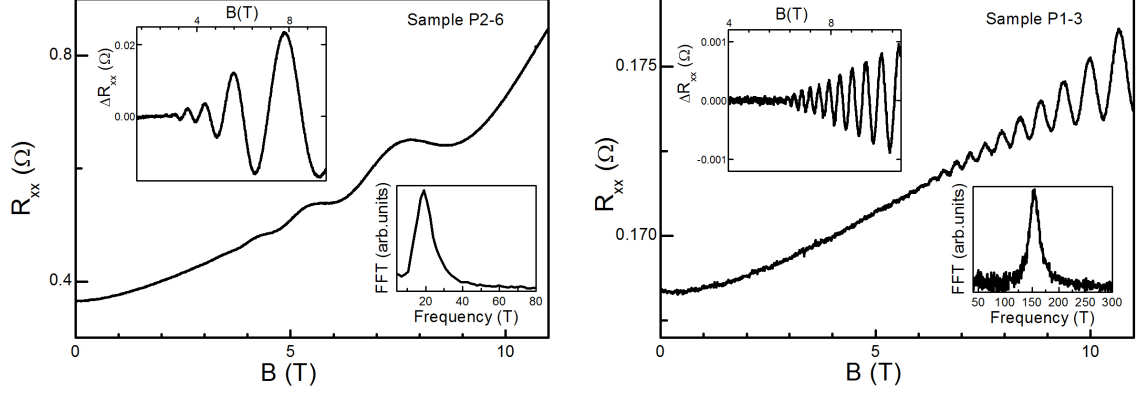 B(T)
4 8
Sample P2-6
0.02
0.00
ΔRxx (Ω)
0.8
0.4
Rxx (Ω)
FFT (arb.units)
20 40 60 80
Frequency (T)
0 5 10
B (T)
B(T)
4 8
Sample P1-3
0.001
0.000
-0.001
ΔRxx (Ω)
0.175
0.170
Rxx (Ω)
FFT (arb.units)
50 100 150 200 250 300
Frequency (T)
0 5 10
B (T)